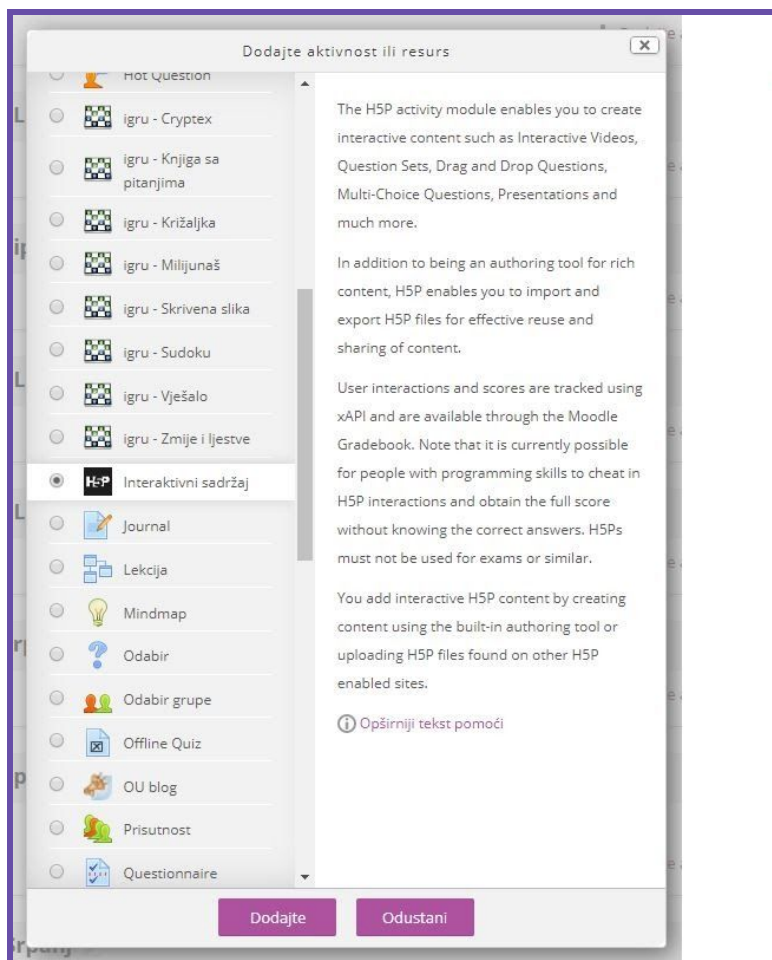 Dodajte aktivnost ili resurs
Hot Question
igru - Cryptex
igru - Knjiga sa
pitanjima
igru - Križaljka
igru - Milijunaš
igru - Skrivena slika
igru - Sudoku
igru - Vješalo
igru - Zmije i ljestve
H5P Interaktivni sadržaj
Journal
Lekcija
Mindmap
Odabir
Odabir grupe
Offline Quiz
OU blog
Prisutnost
Questionnaire
The H5P activity module enables you to create
interactive content such as Interactive Videos,
Question Sets, Drag and Drop Questions,
Multi-Choice Questions, Presentations and
much more.
In addition to being an authoring tool for rich
content, H5P enables you to import and
export H5P files for effective reuse and
sharing of content.
User interactions and scores are tracked using
xAPI and are available through the Moodle
Gradebook. Note that it is currently possible
for people with programming skills to cheat in
H5P interactions and obtain the full score
without knowing the correct answers. H5Ps
must not be used for exams or similar.
You add interactive H5P content by creating
content using the built-in authoring tool or
uploading H5P files found on other H5P
enabled sites.
Opširniji tekst pomoći
Dodajte Odustani